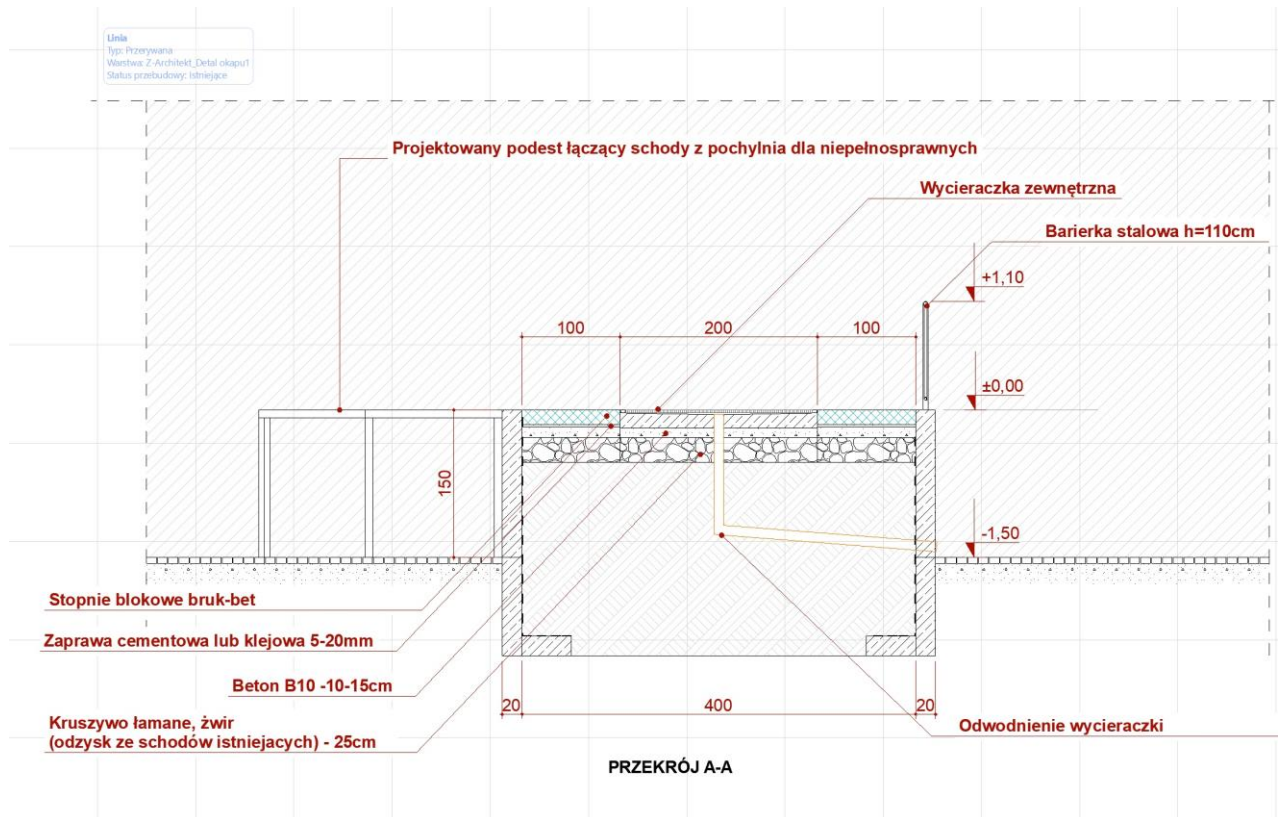 Linia
Typ: Przerywana
Warstwa: Z-Architekt_Detal okapu1
Status przebudowy: Istniejące
Projektowany podest łączący schody z pochylnia dla niepełnosprawnych
Wycieraczka zewnętrzna
Barierka stalowa h=110cm
+1,10
100
200
100
±0,00
150
-1,50
Stopnie blokowe bruk-bet
Zaprawa cementowa lub klejowa 5-20mm
Beton B10 -10-15cm
Kruszywo łamane, żwir
(odzysk ze schodów istniejacych) - 25cm
20
400
20
Odwodnienie wycieraczki
PRZEKRÓJ A-A